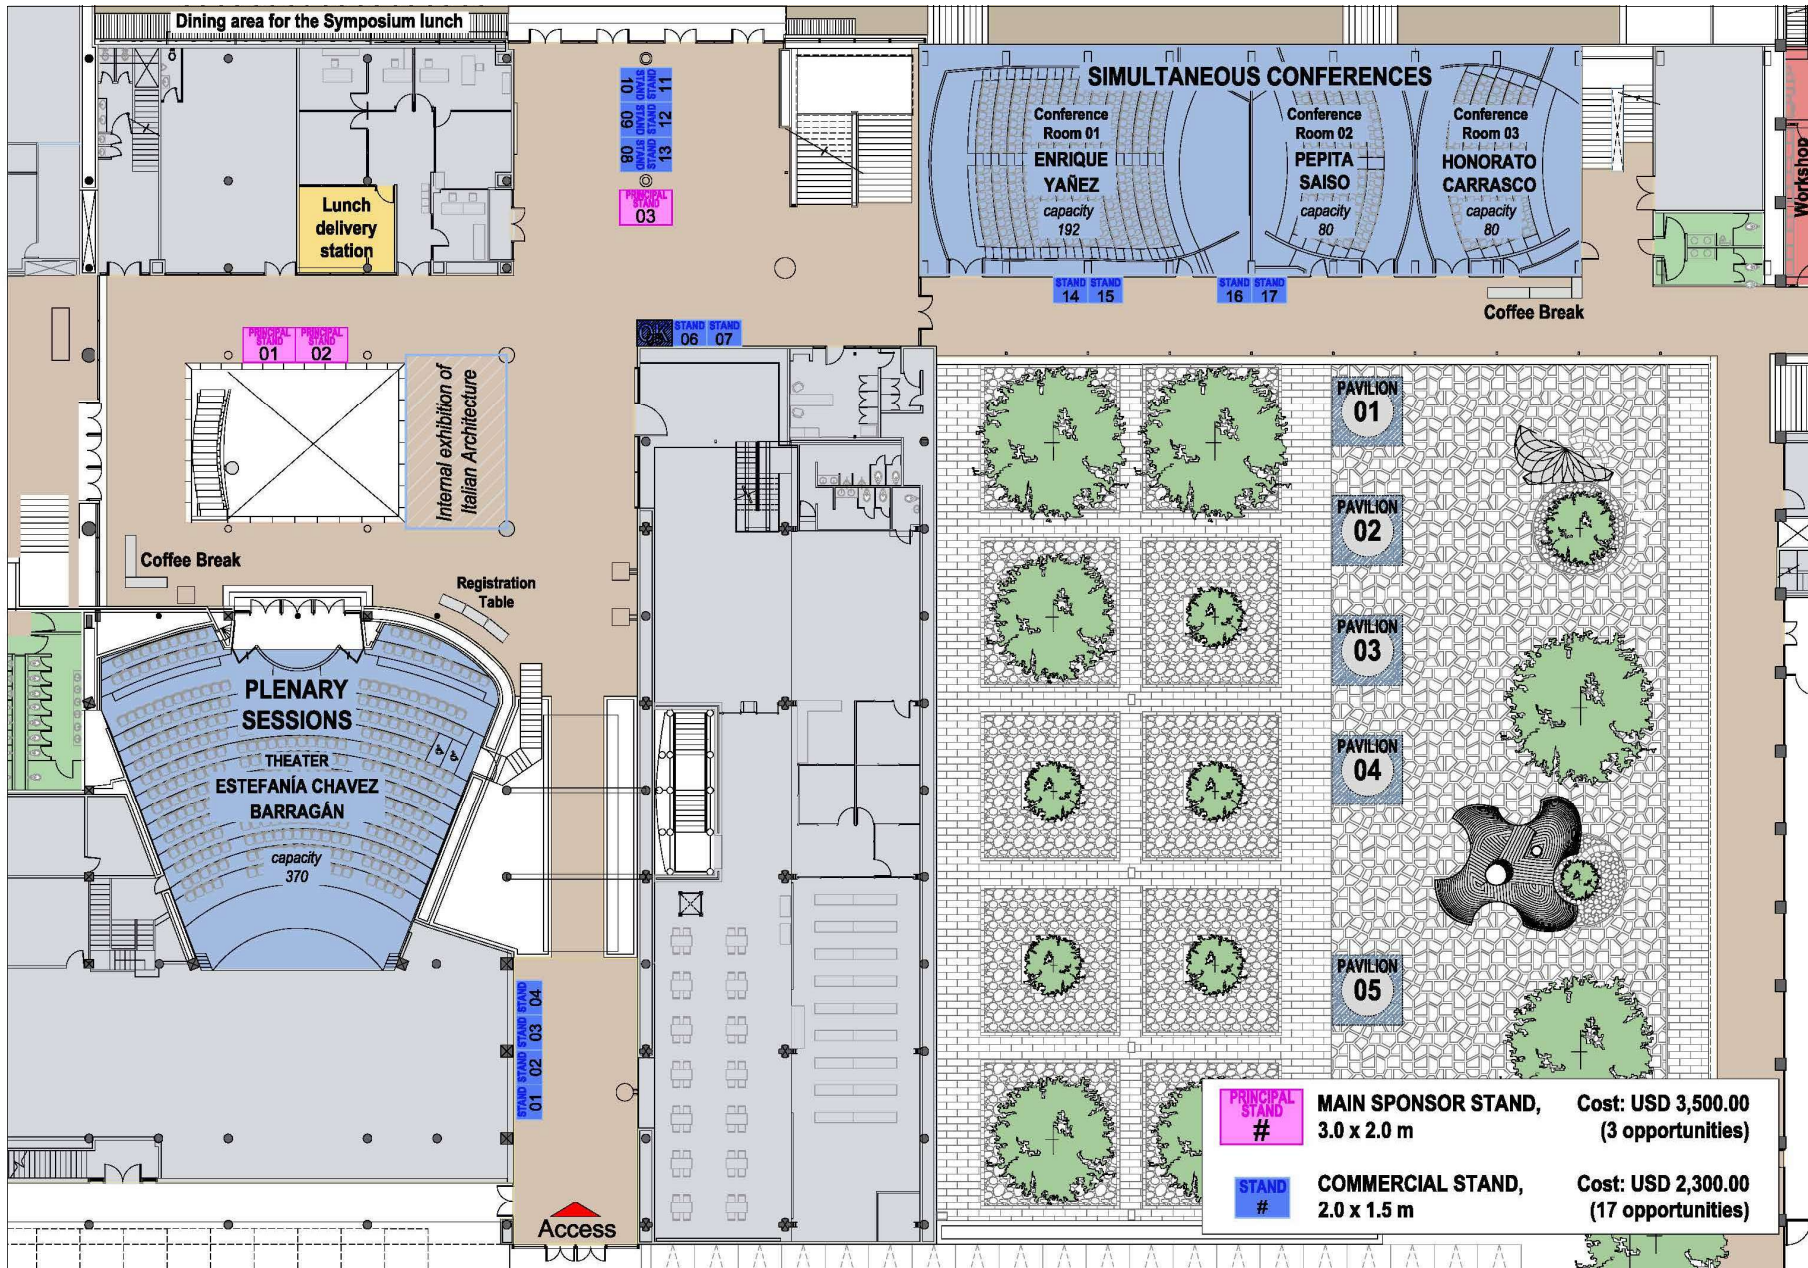 Dining area for the Symposium lunch
SIMULTANEOUS CONFERENCES
Conference
Room 01
ENRIQUE
YAÑEZ
capacity
192
Conference
Room 02
PEPITA
SAISO
capacity
80
Conference
Room 03
HONORATO
CARRASCO
capacity
80
Workshop
Lunch
delivery
station
STAND
10
STAND
11
STAND
09
STAND
12
STAND
08
STAND
13
PRINCIPAL
STAND
03
STAND
14
STAND
15
STAND
16
STAND
17
Coffee Break
PRINCIPAL
STAND
01
PRINCIPAL
STAND
02
OK
05
STAND
06
STAND
07
Internal exhibition of
Italian Architecture
Coffee Break
Registration
Table
PLENARY
SESSIONS
THEATER
ESTEFANÍA CHAVEZ
BARRAGÁN
capacity
370
PAVILION
01
PAVILION
02
PAVILION
03
PAVILION
04
PAVILION
05
STAND
04
STAND
03
STAND
02
STAND
01
Access
PRINCIPAL
STAND
#
MAIN SPONSOR STAND,
3.0 x 2.0 m
Cost: USD 3,500.00
(3 opportunities)
STAND
#
COMMERCIAL STAND,
2.0 x 1.5 m
Cost: USD 2,300.00
(17 opportunities)